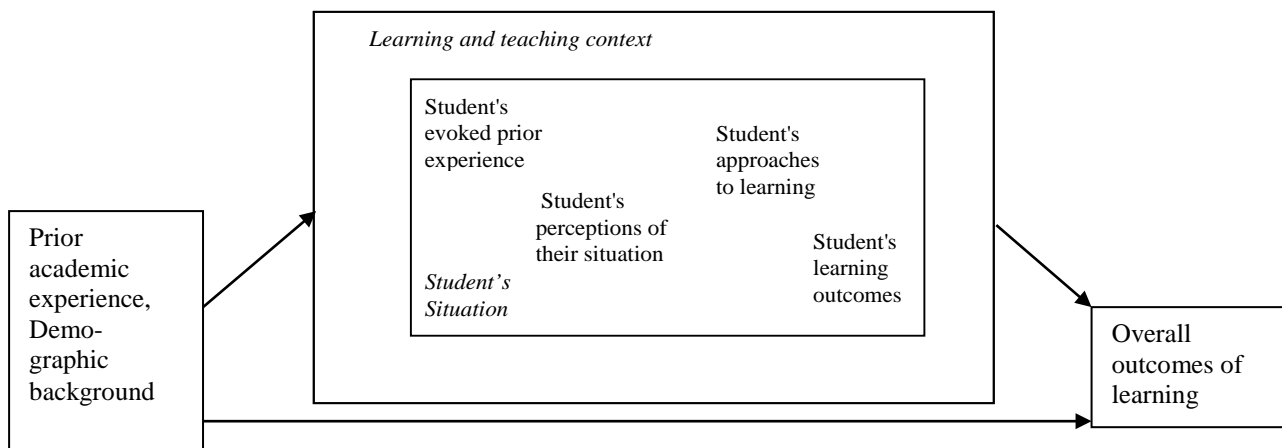 Learning and teaching context
Student's
evoked prior
experience
Student's
approaches
to learning
Student's
perceptions of
their situation
Student's
learning
outcomes
Student’s
Situation
Prior
academic
experience,
Demo-
graphic
background
Overall
outcomes of
learning